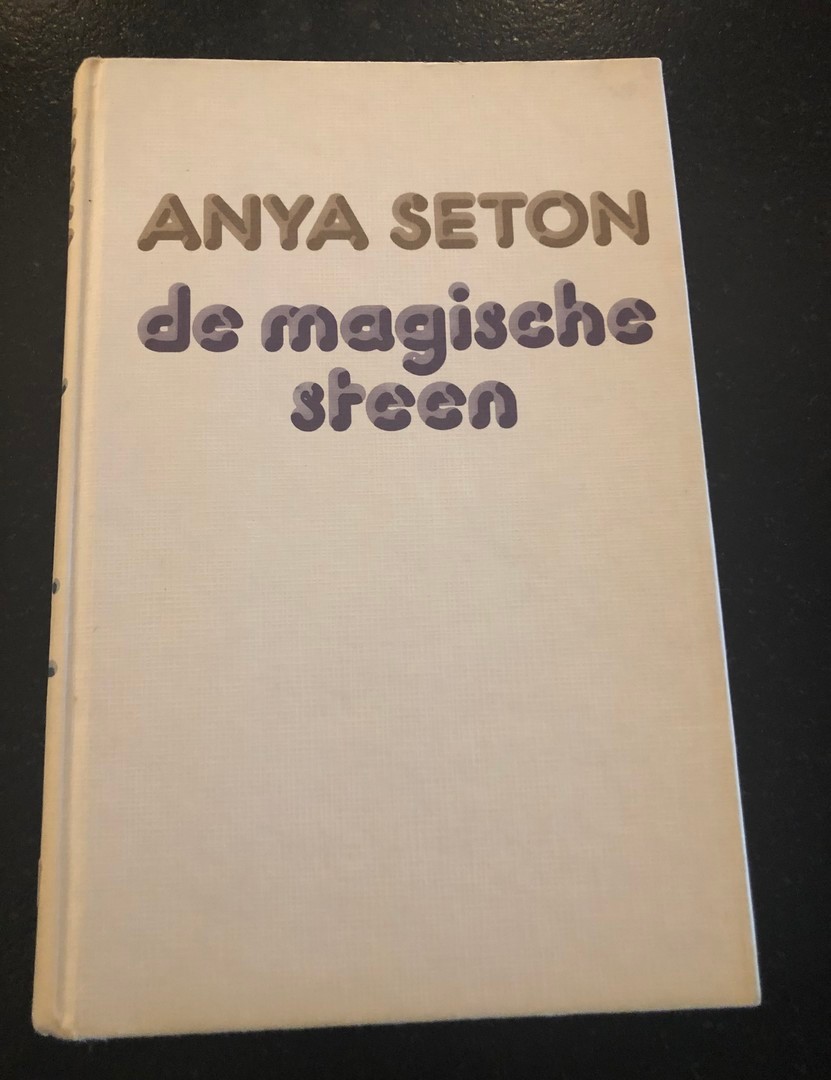 ANYA SETON
de magische
steen